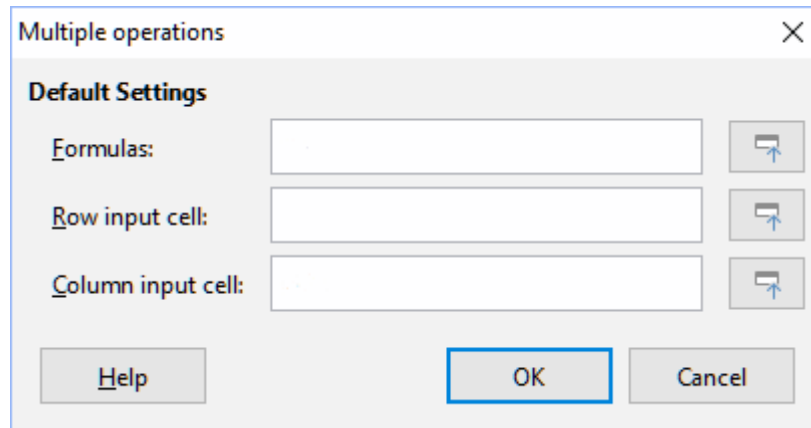 Multiple operations
Default Settings
Formulas:
Row input cell:
Column input cell:
Help OK Cancel